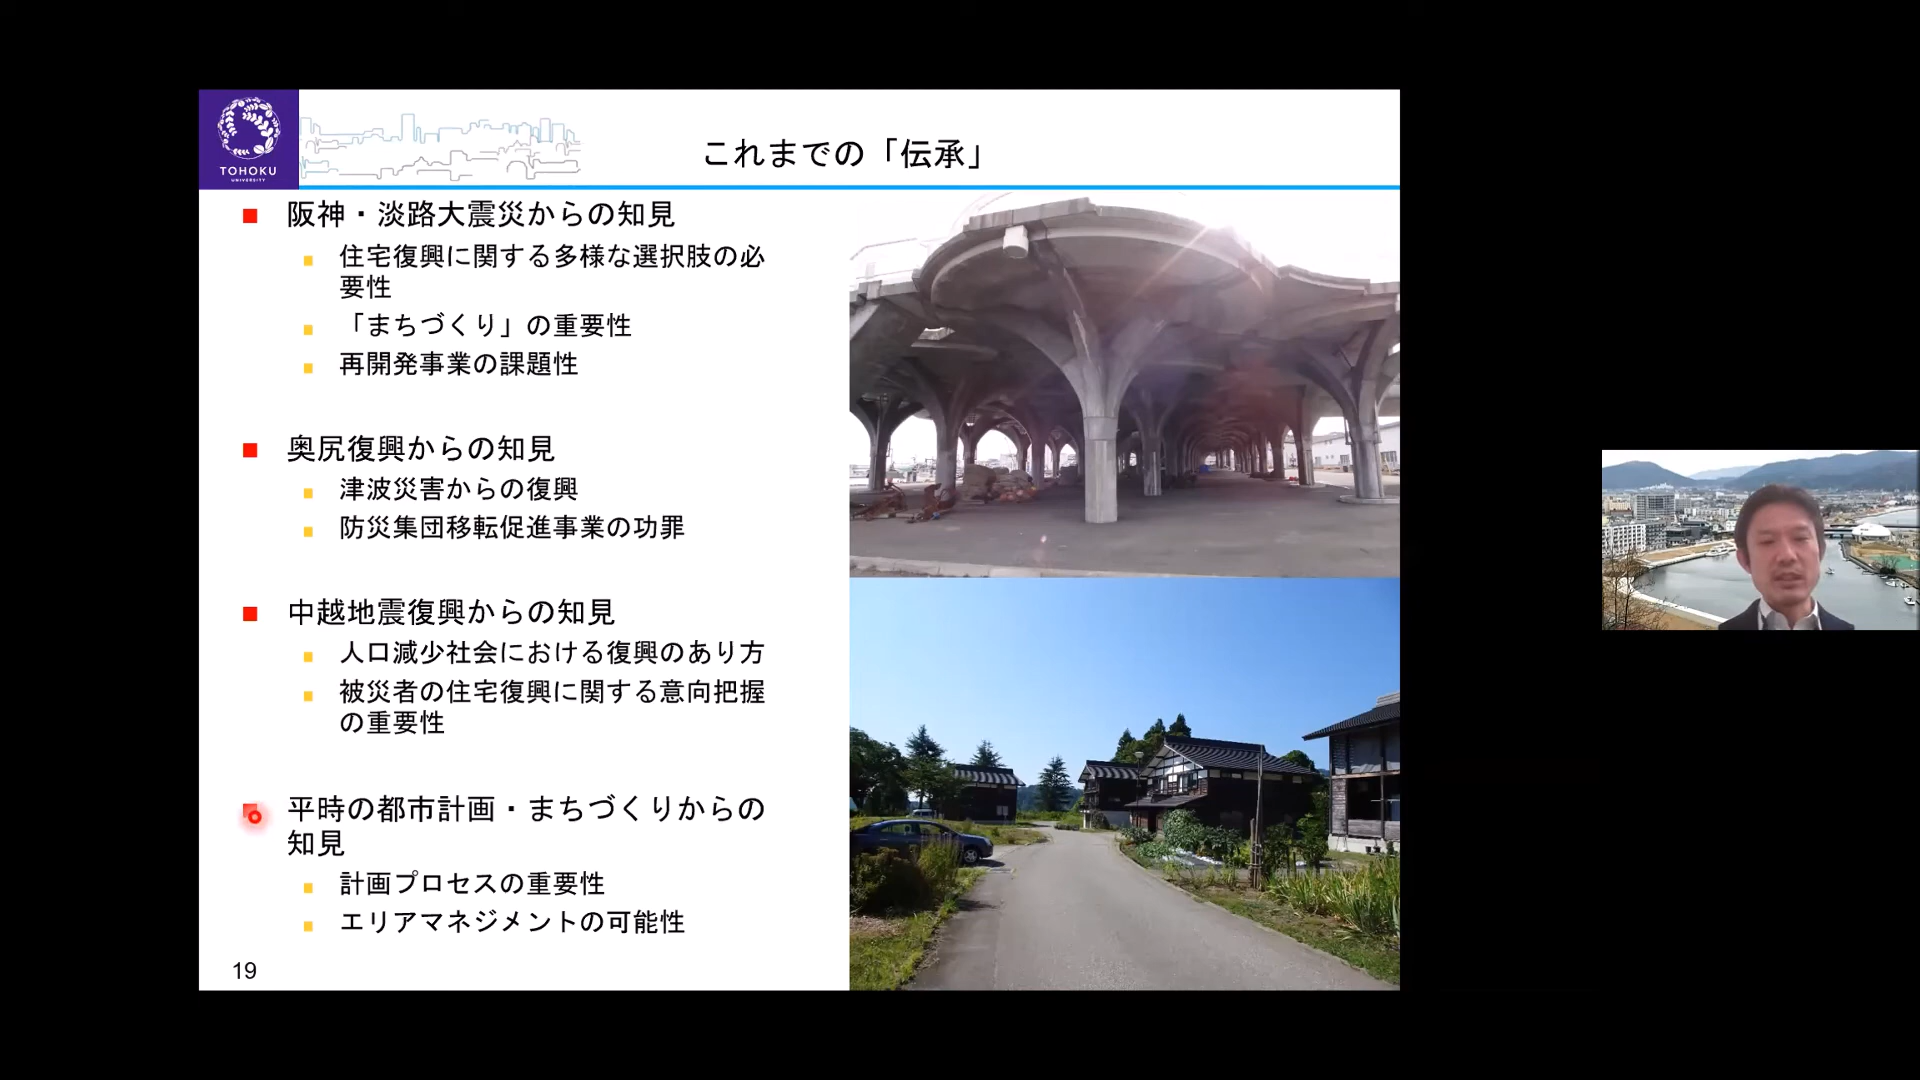 TOHOKU
UNIVERSITY
これまでの「伝承」
阪神・淡路大震災からの知見
住宅復興に関する多様な選択肢の必
要性
「まちづくり」の重要性
再開発事業の課題性
奥尻復興からの知見
津波災害からの復興
防災集団移転促進事業の功罪
中越地震復興からの知見
人口減少社会における復興のあり方
被災者の住宅復興に関する意向把握
の重要性
平時の都市計画・まちづくりからの
知見
計画プロセスの重要性
エリアマネジメントの可能性
19